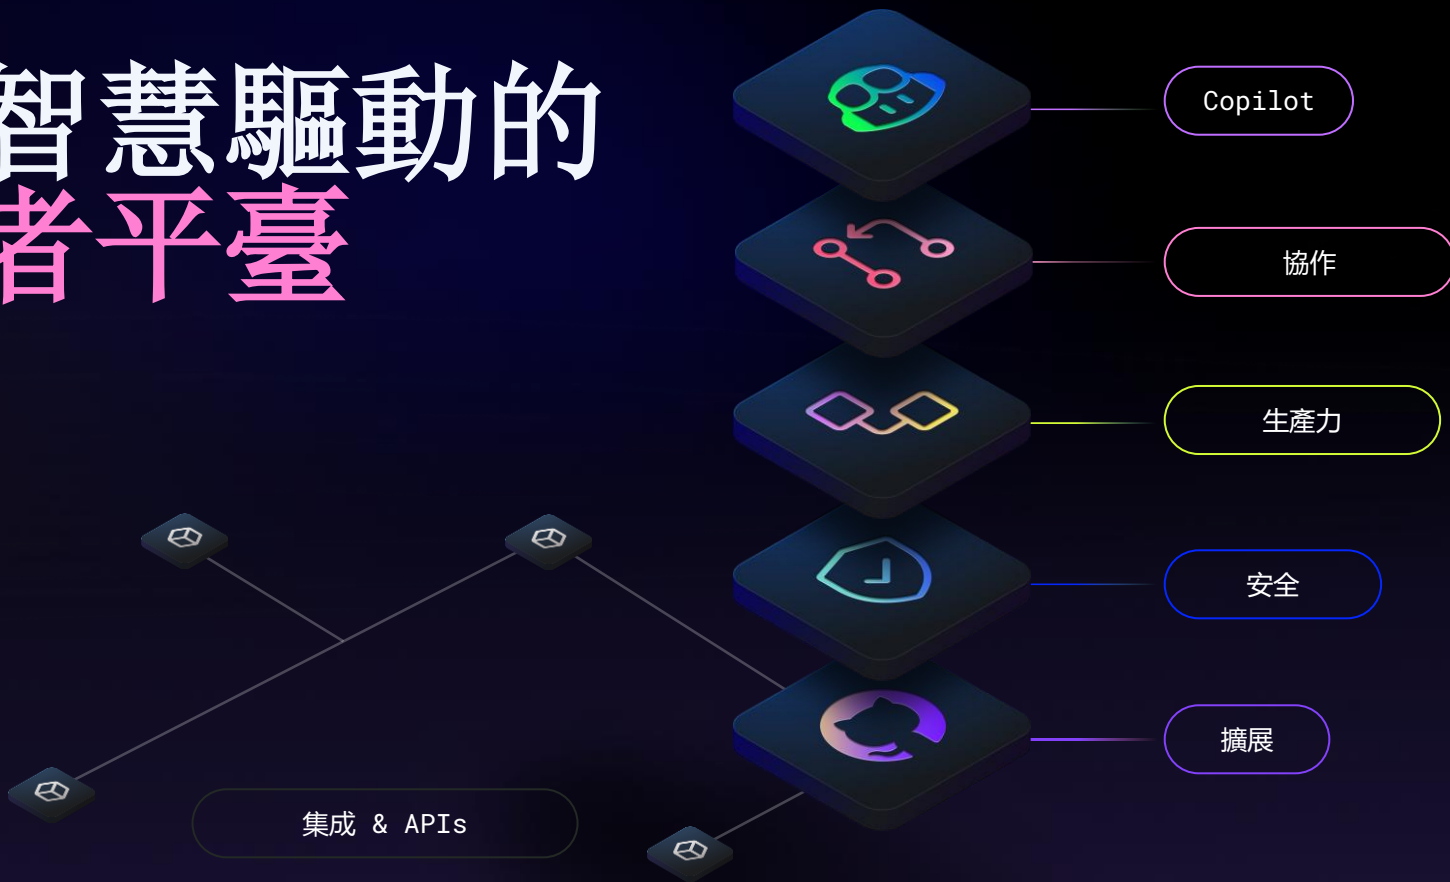 智慧驅動的
者平臺
Copilot
協作
生產力
安全
擴展
集成 & APIs